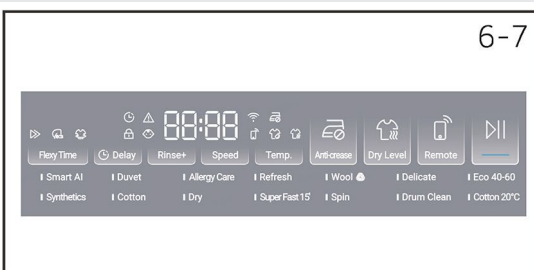 6-7
88:88
Flexy Time Delay Rinse+ Speed Temp. Anti-crease Dry Level Remote
Smart AI Duvet Allergy Care Refresh Wool Delicate Eco 40-60
Synthetics Cotton Dry Super Fast 15' Spin Drum Clean Cotton 20°C